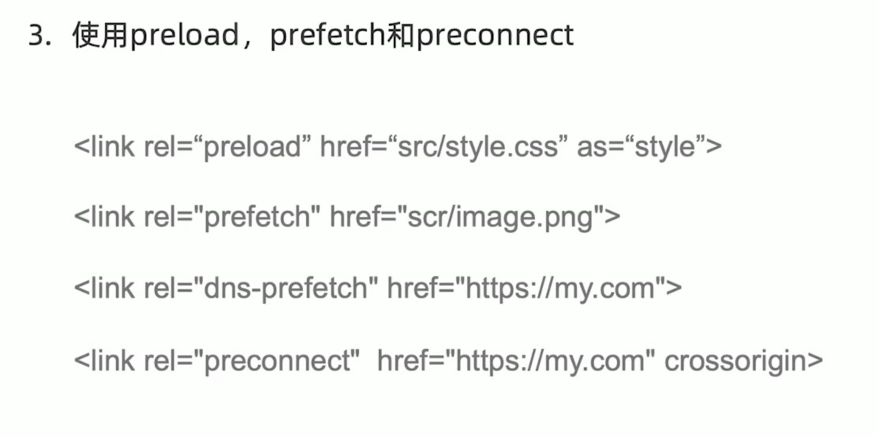 3. 使用preload，prefetch和preconnect
<link rel=“preload” href=“src/style.css” as=“style”>
<link rel="prefetch" href="scr/image.png">
<link rel="dns-prefetch" href="https://my.com">
<link rel="preconnect"  href="https://my.com" crossorigin>